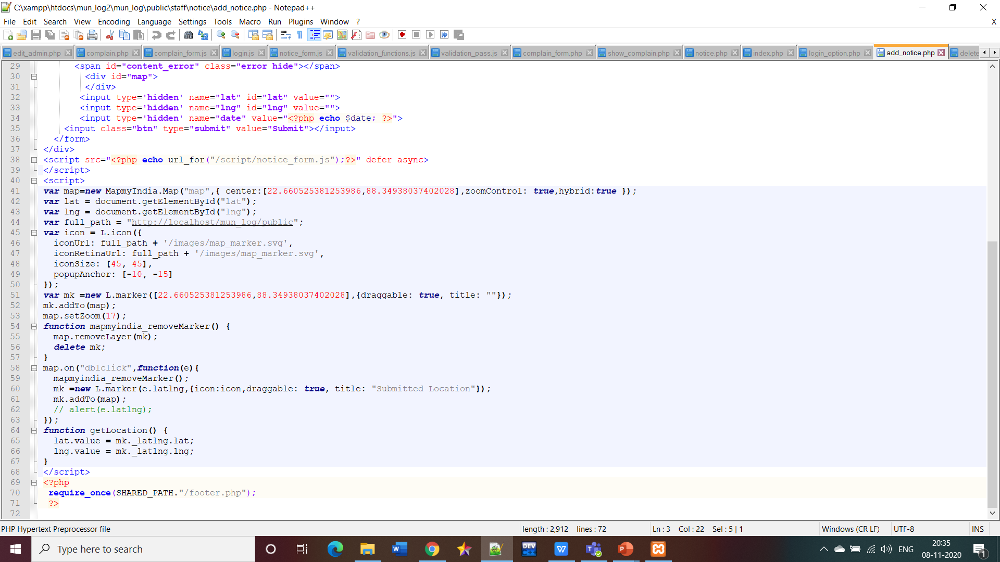 C:\xampp\htdocs\mun_log2\mun_log\public\staff\notice\add_notice.php - Notepad++
File Edit Search View Encoding Language Settings Tools Macro Run Plugins Window ? X
edit_admin.php complain.php complain_form.js login.js notice_form.js validation_functions.js validation_pass.js complain_form.php show_complain.php notice.php index.php login_option.php add_notice.php delete
29 <span id="content_error" class="error hide"></span>
30 <div id="map">
31 </div>
32 <input type='hidden' name="lat" id="lat" value="">
33 <input type='hidden' name="lng" id="lng" value="">
34 <input type='hidden' name="date" value="<?php echo $date; ?>">
35 <input class="btn" type="submit" value="Submit"></input>
36 </form>
37 </div>
38 <script src="<?php echo url_for("/script/notice_form.js");?>" defer async>
39 </script>
40 <script>
41 var map=new MapmyIndia.Map("map",{ center:[22.660525381253986,88.34938037402028],zoomControl: true,hybrid:true });
42 var lat = document.getElementById("lat");
43 var lng = document.getElementById("lng");
44 var full_path = "http://localhost/mun_log/public";
45 var icon = L.icon({
46 iconUrl: full_path + '/images/map_marker.svg',
47 iconRetinaUrl: full_path + '/images/map_marker.svg',
48 iconSize: [45, 45],
49 popupAnchor: [-10, -15]
50 });
51 var mk =new L.marker([22.660525381253986,88.34938037402028],{draggable: true, title: ""});
52 mk.addTo(map);
53 map.setZoom(17);
54 function mapmyindia_removeMarker() {
55 map.removeLayer(mk);
56 delete mk;
57 }
58 map.on("dblclick",function(e){
59 mapmyindia_removeMarker();
60 mk =new L.marker(e.latlng,{icon:icon,draggable: true, title: "Submitted Location"});
61 mk.addTo(map);
62 // alert(e.latlng);
63 });
64 function getLocation() {
65 lat.value = mk._latlng.lat;
66 lng.value = mk._latlng.lng;
67 }
68 </script>
69 <?php
70 require_once(SHARED_PATH."/footer.php");
71 ?>
72
PHP Hypertext Preprocessor file length : 2,912 lines : 72 Ln : 3 Col : 22 Sel : 5 | 1 Windows (CR LF) UTF-8 INS
Type here to search
DEV C++
ENG
20:35
08-11-2020
1